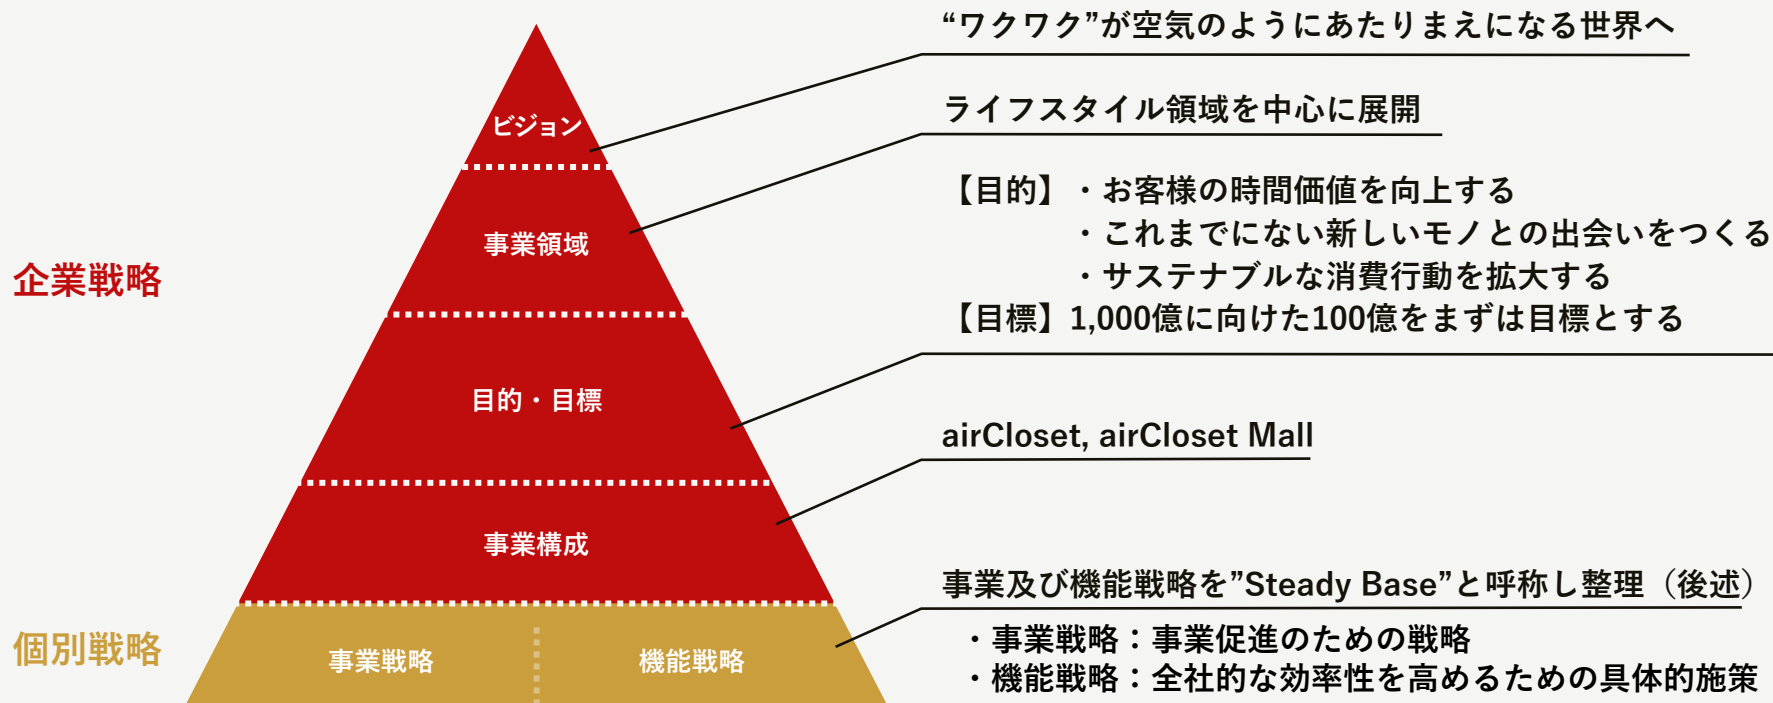 “ワクワク”が空気のようにあたりまえになる世界へ
ビジョン
ライフスタイル領域を中心に展開
事業領域
企業戦略
【目的】・お客様の時間価値を向上する
・これまでにない新しいモノとの出会いをつくる
・サステナブルな消費行動を拡大する
【目標】1,000億に向けた100億をまずは目標とする
目的・目標
airCloset, airCloset Mall
事業構成
事業及び機能戦略を”Steady Base”と呼称し整理（後述）
・事業戦略：事業促進のための戦略
・機能戦略：全社的な効率性を高めるための具体的施策
個別戦略
事業戦略
機能戦略